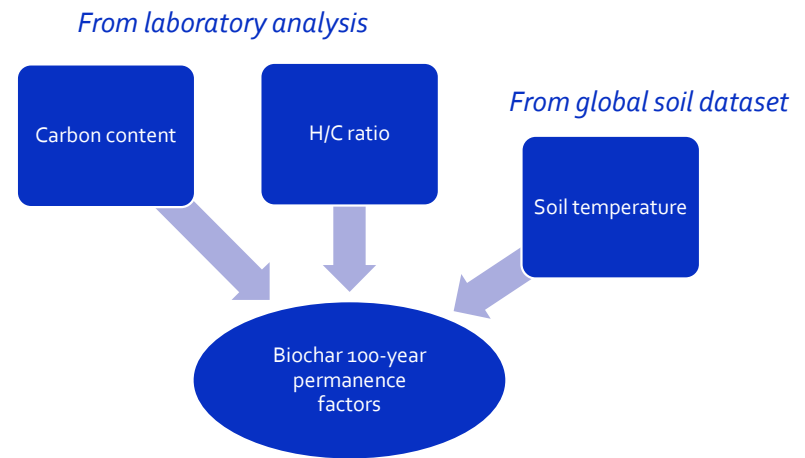 From laboratory analysis
Carbon content
H/C ratio
From global soil dataset
Soil temperature
Biochar 100-year
permanence
factors